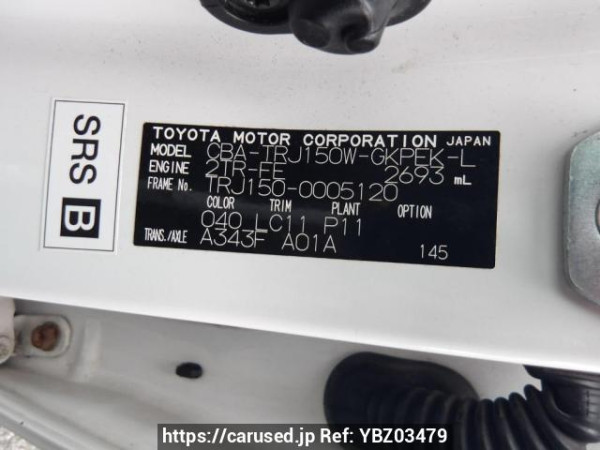 SRS B
TOYOTA MOTOR CORPORATION JAPAN
MODEL CBA-TRJ150W-GKPEK-L
ENGINE 2TR-FE 2693 mL
FRAME No. TRJ150-0005120
COLOR TRIM PLANT OPTION
040 LC11 P11
TRANS./AXLE A343F A01A 145
https://carused.jp Ref: YBZ03479